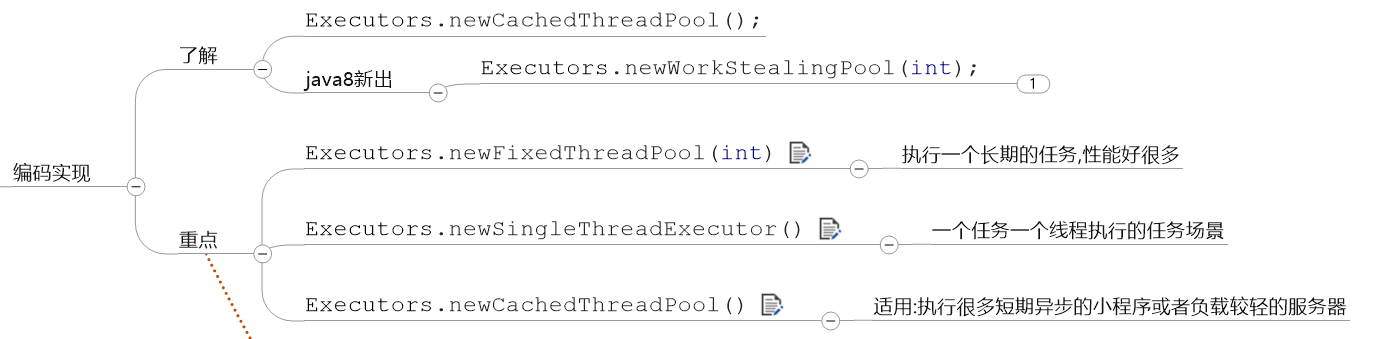 Executors.newCachedThreadPool();
了解
java8新出
Executors.newWorkStealingPool(int);
1
编码实现
Executors.newFixedThreadPool(int)
执行一个长期的任务,性能好很多
重点
Executors.newSingleThreadExecutor()
一个任务一个线程执行的任务场景
Executors.newCachedThreadPool()
适用:执行很多短期异步的小程序或者负载较轻的服务器